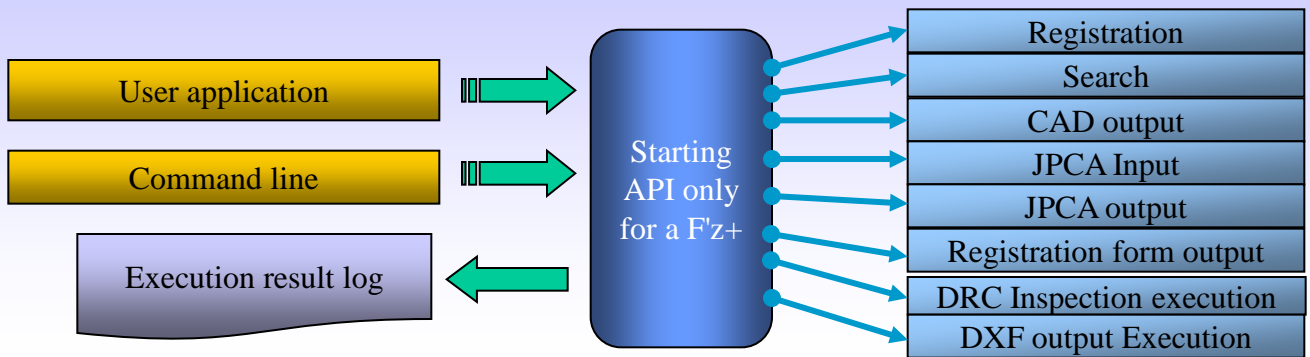 User application
Command line
Execution result log
Starting
API only
for a F'z+
Registration
Search
CAD output
JPCA Input
JPCA output
Registration form output
DRC Inspection execution
DXF output Execution